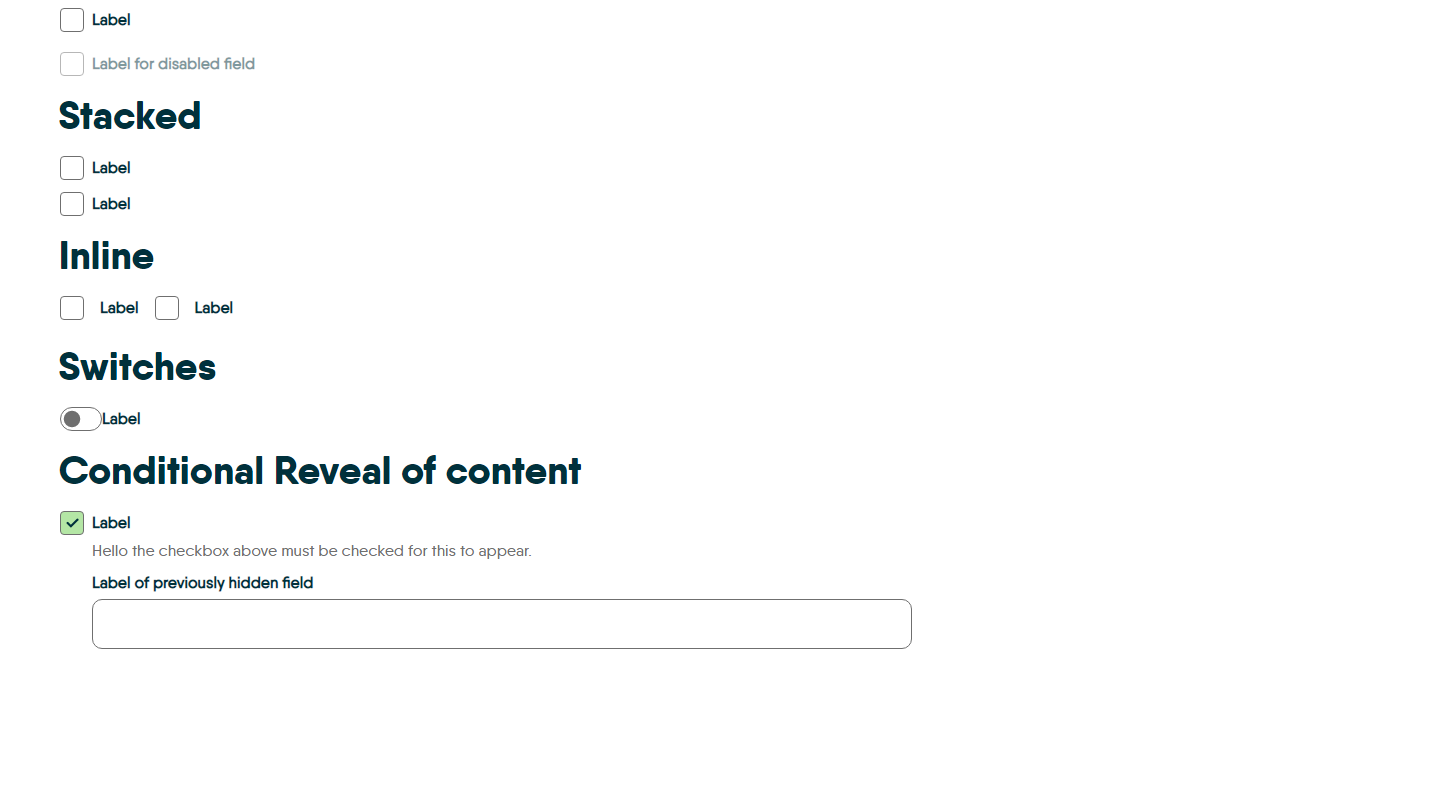 Label
Label for disabled field
Stacked
Label
Label
Inline
Label Label
Switches
Label
Conditional Reveal of content
Label
Hello the checkbox above must be checked for this to appear.
Label of previously hidden field